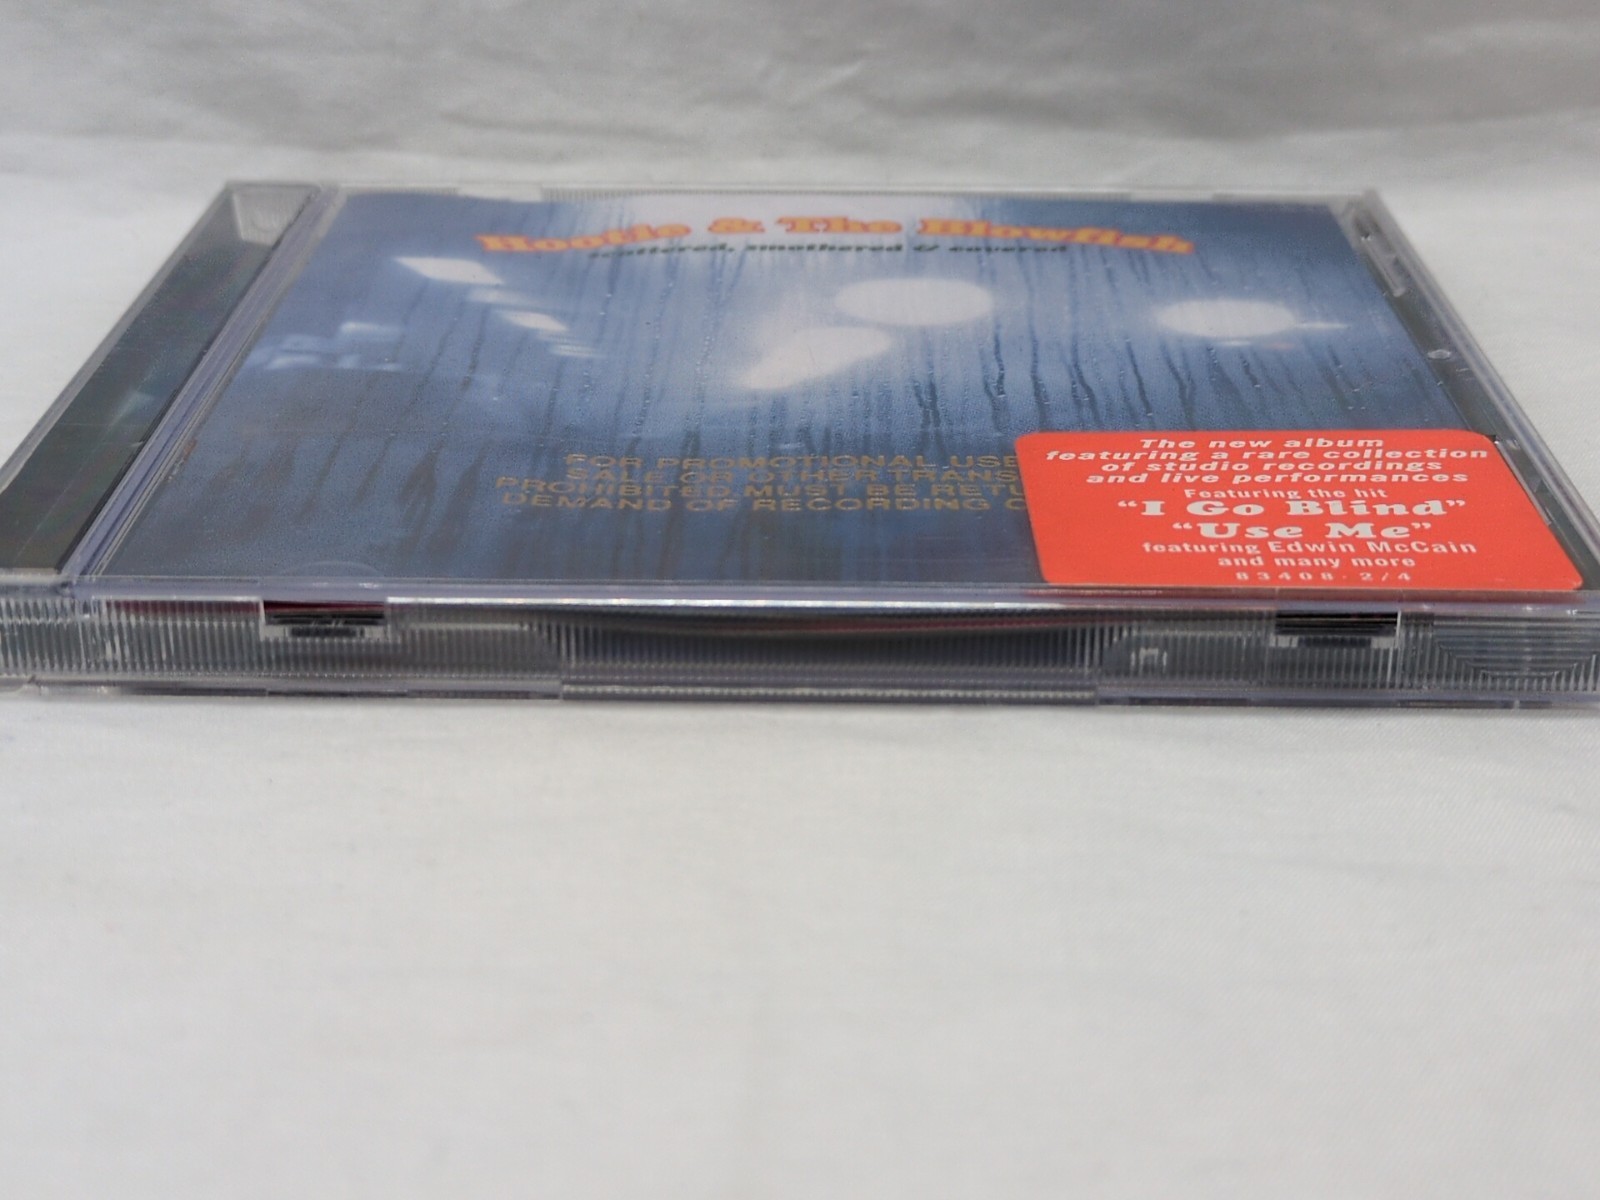 Hootie & The Blowfish
scattered, smothered & covered
FOR PROMOTIONAL USE
SALE OR OTHER TRANS
PROHIBITED. MUST BE RETU
DEMAND OF RECORDING C
The new album
featuring a rare collection
of studio recordings
and live performances
Featuring the hit
"I Go Blind"
"Use Me"
featuring Edwin McCain
and many more
83408-2/4